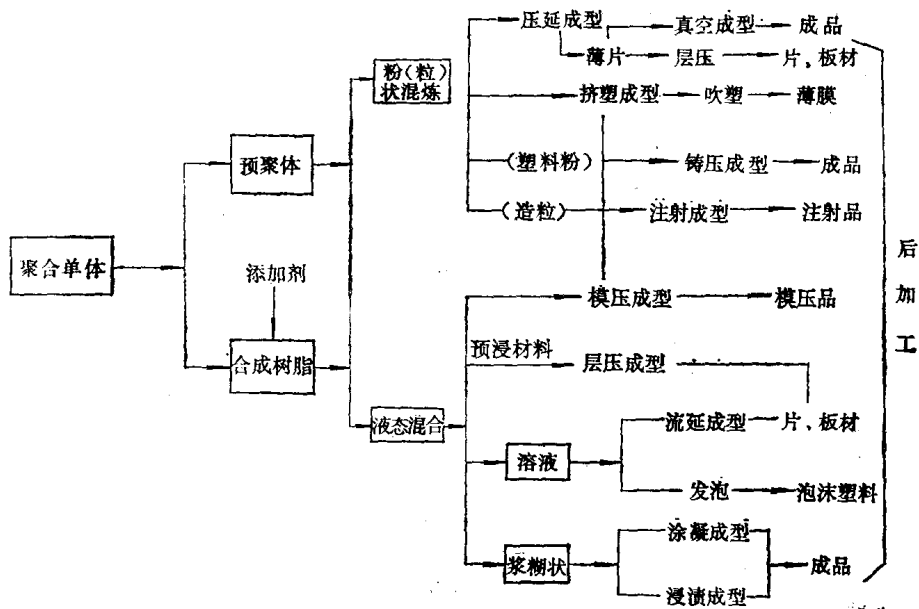 压延成型
真空成型
成品
薄片
层压
片、板材
粉(粒)
状混炼
挤塑成型
吹塑
薄膜
预聚体
(塑料粉)
铸压成型
成品
(造粒)
注射成型
注射品
聚合单体
添加剂
后加工
模压成型
模压品
预浸材料
合成树脂
层压成型
液态混合
流延成型
片、板材
溶液
发泡
泡沫塑料
涂凝成型
浆糊状
成品
浸渍成型